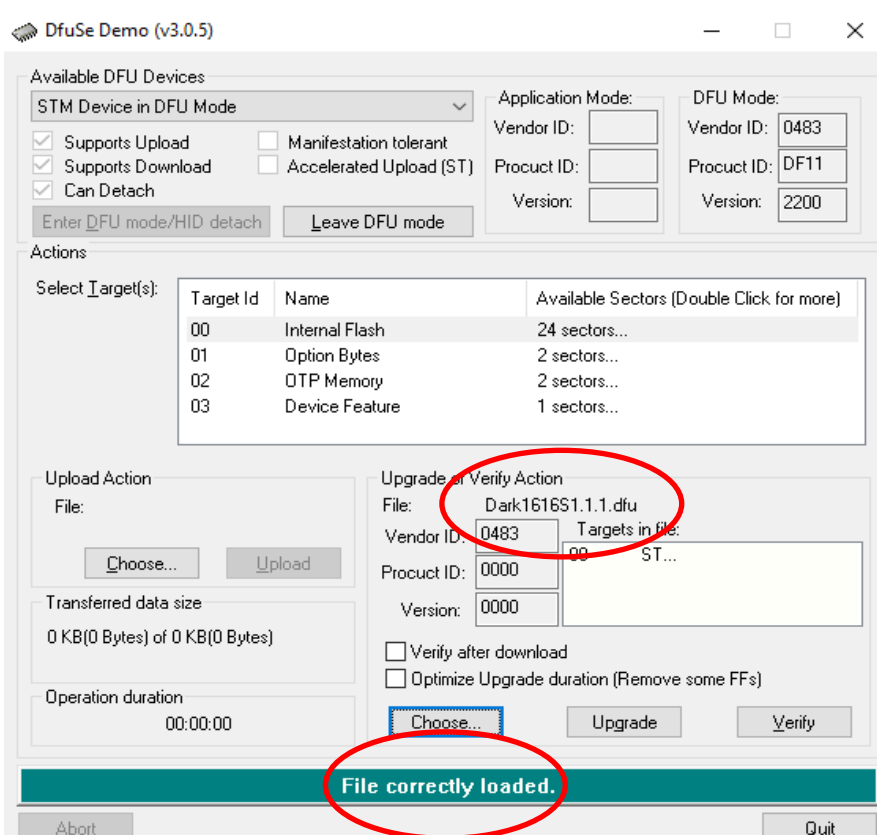 DfuSe Demo (v3.0.5)
Available DFU Devices
STM Device in DFU Mode
Supports Upload
Manifestation tolerant
Supports Download
Accelerated Upload (ST)
Can Detach
Enter DFU mode/HID detach
Leave DFU mode
Application Mode:
Vendor ID:
Procuct ID:
Version:
DFU Mode:
Vendor ID: 0483
Procuct ID: DF11
Version: 2200
Actions
Select Target(s):
Target Id Name Available Sectors (Double Click for more)
00 Internal Flash 24 sectors...
01 Option Bytes 2 sectors...
02 OTP Memory 2 sectors...
03 Device Feature 1 sectors...
Upload Action
File:
Choose... Upload
Transferred data size
0 KB(0 Bytes) of 0 KB(0 Bytes)
Operation duration
00:00:00
Upgrade or Verify Action
File: Dark1616S1.1.1.dfu
Vendor ID: 0483
Procuct ID: 0000
Version: 0000
Targets in file:
00 ST...
Verify after download
Optimize Upgrade duration (Remove some FFs)
Choose... Upgrade Verify
File correctly loaded.
Abort Quit